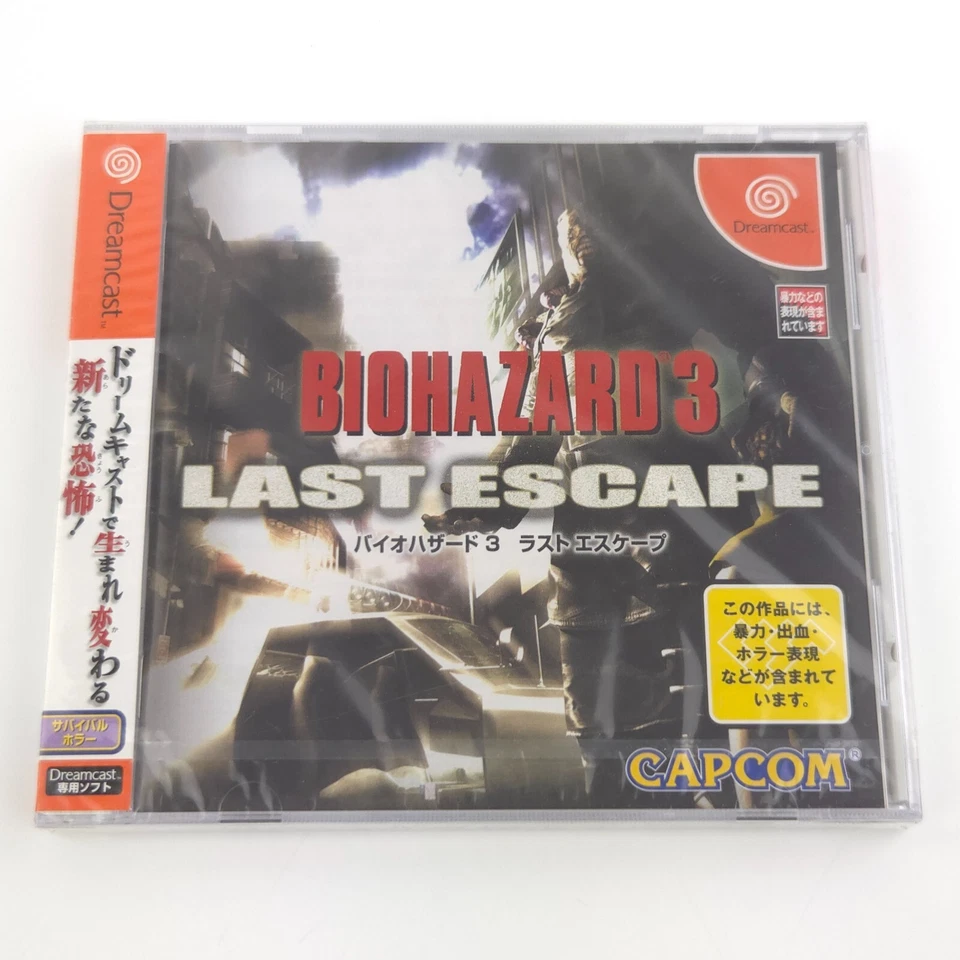 Dreamcast™
ドリームキャストで生まれ変わる
新たな恐怖!
サバイバル
ホラー
Dreamcast™
専用ソフト
Dreamcast™
暴力などの
表現が含ま
れています
BIOHAZARD® 3
LAST ESCAPE
バイオハザード 3 ラスト エスケープ
この作品には、
暴力・出血・
ホラー表現
などが含まれて
います。
CAPCOM®